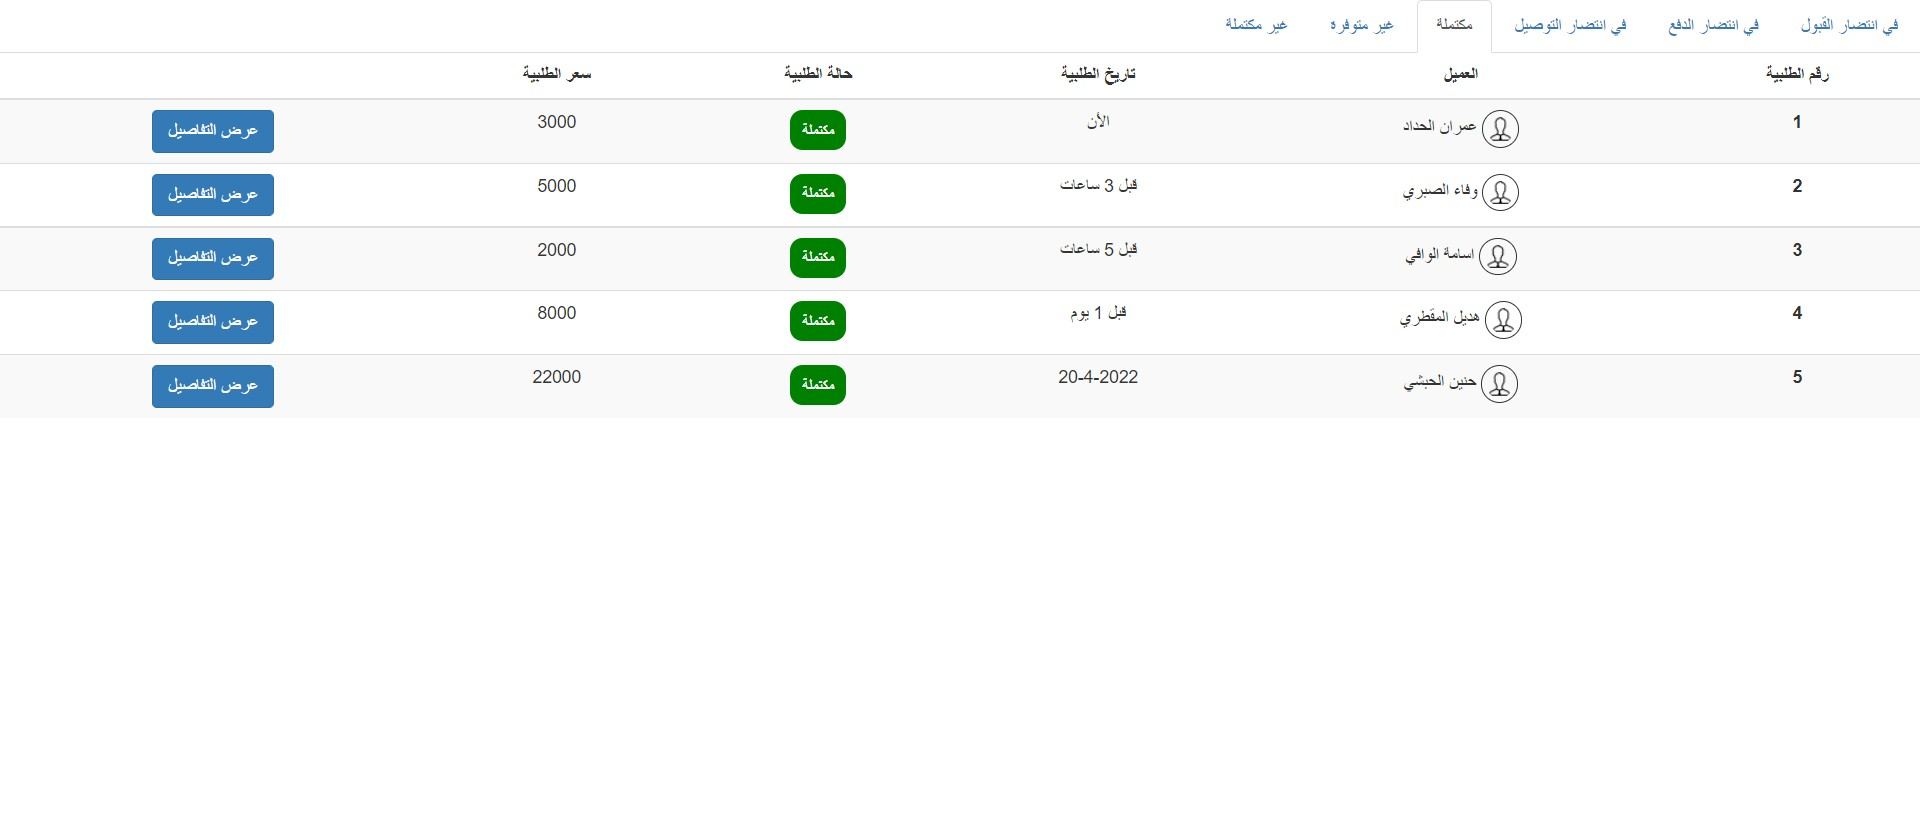 في انتضار القبول في انتضار الدفع في انتضار التوصيل مكتملة غير متوفرة غير مكتملة
رقم الطلبية العميل تاريخ الطلبية حالة الطلبية سعر الطلبية
1 عمران الحداد الأن مكتملة 3000 عرض التفاصيل
2 وفاء الصبري قبل 3 ساعات مكتملة 5000 عرض التفاصيل
3 اسامة الوافي قبل 5 ساعات مكتملة 2000 عرض التفاصيل
4 هديل المقطري قبل 1 يوم مكتملة 8000 عرض التفاصيل
5 حنين الحبشي 20-4-2022 مكتملة 22000 عرض التفاصيل